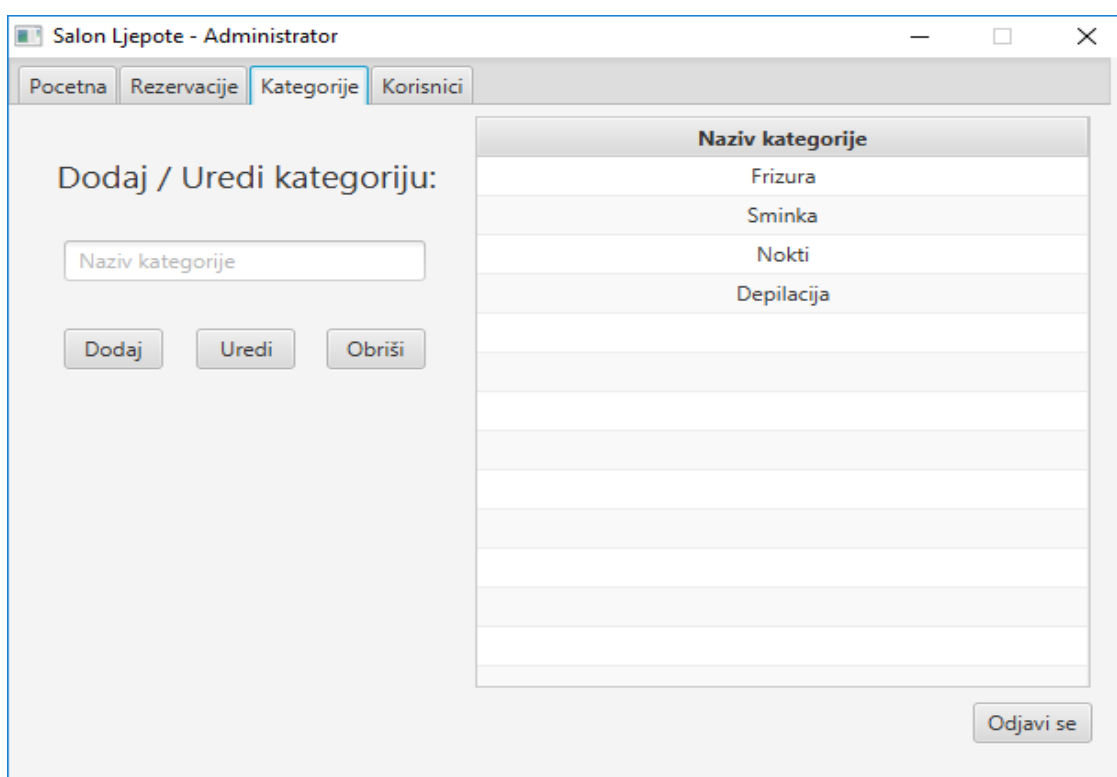 Salon Ljepote - Administrator
Pocetna Rezervacije Kategorije Korisnici
Dodaj / Uredi kategoriju:
Naziv kategorije
Dodaj Uredi Obriši
Naziv kategorije
Frizura
Sminka
Nokti
Depilacija
Odjavi se